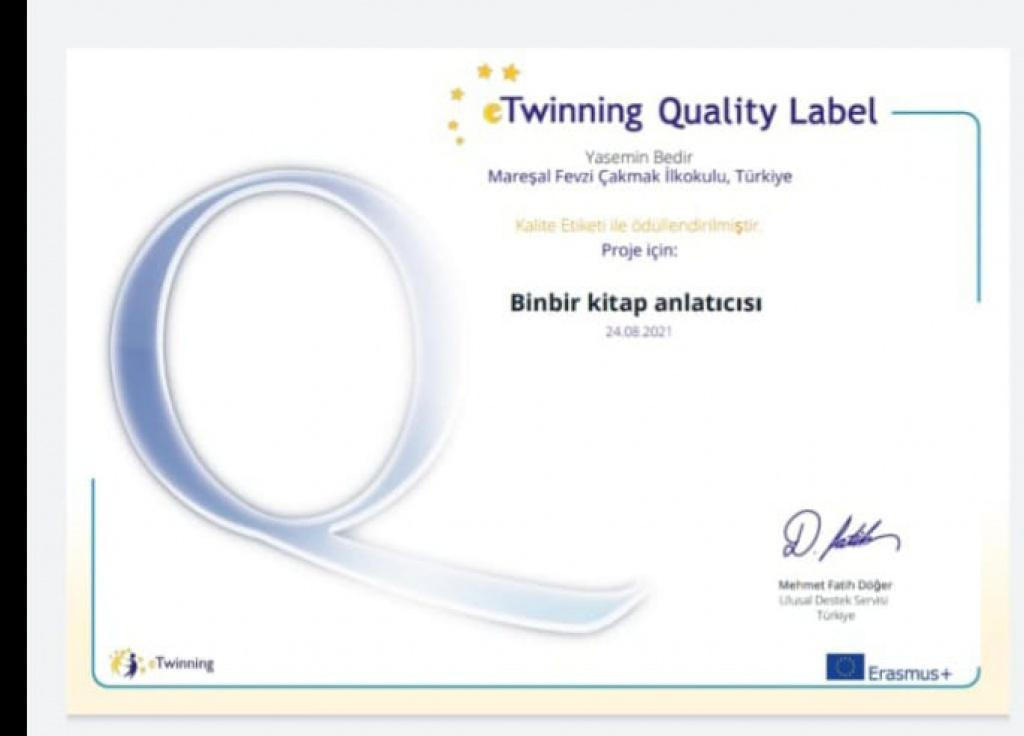 eTwinning Quality Label
Yasemin Bedir
Mareşal Fevzi Çakmak İlkokulu, Türkiye
Kalite Etiketi ile ödüllendirilmiştir.
Proje için:
Binbir kitap anlatıcısı
24.08.2021
D. Fatih
Mehmet Fatih Döğer
Ulusal Destek Servisi
Türkiye
eTwinning
Erasmus+